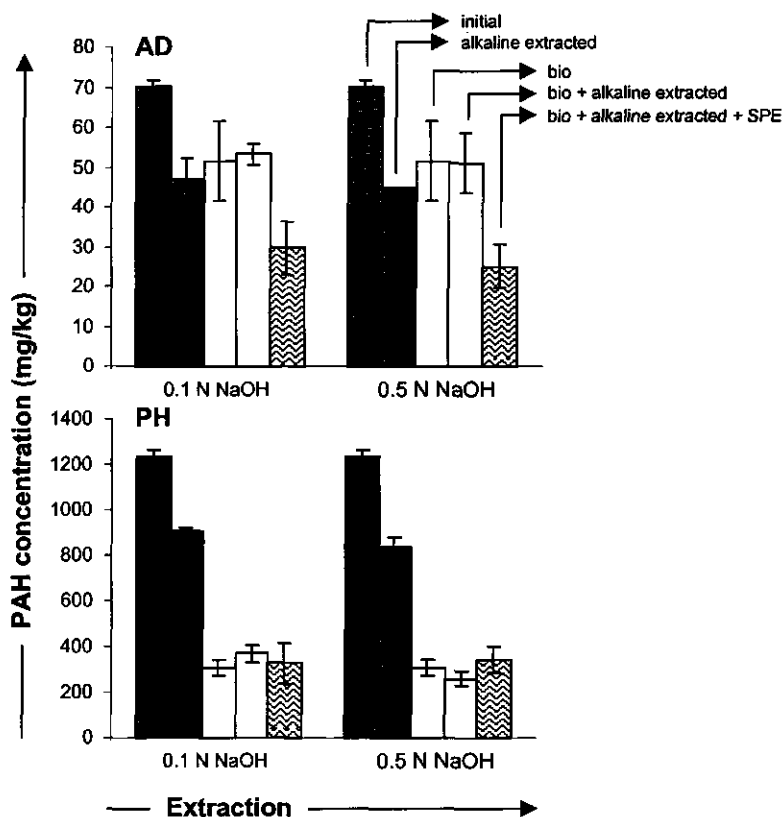 initial
AD
alkaline extracted
bio
bio + alkaline extracted
bio + alkaline extracted + SPE
80
70
60
50
40
30
20
10
0
0.1 N NaOH
0.5 N NaOH
PAH concentration (mg/kg)
PH
1400
1200
1000
800
600
400
200
0
0.1 N NaOH
0.5 N NaOH
Extraction